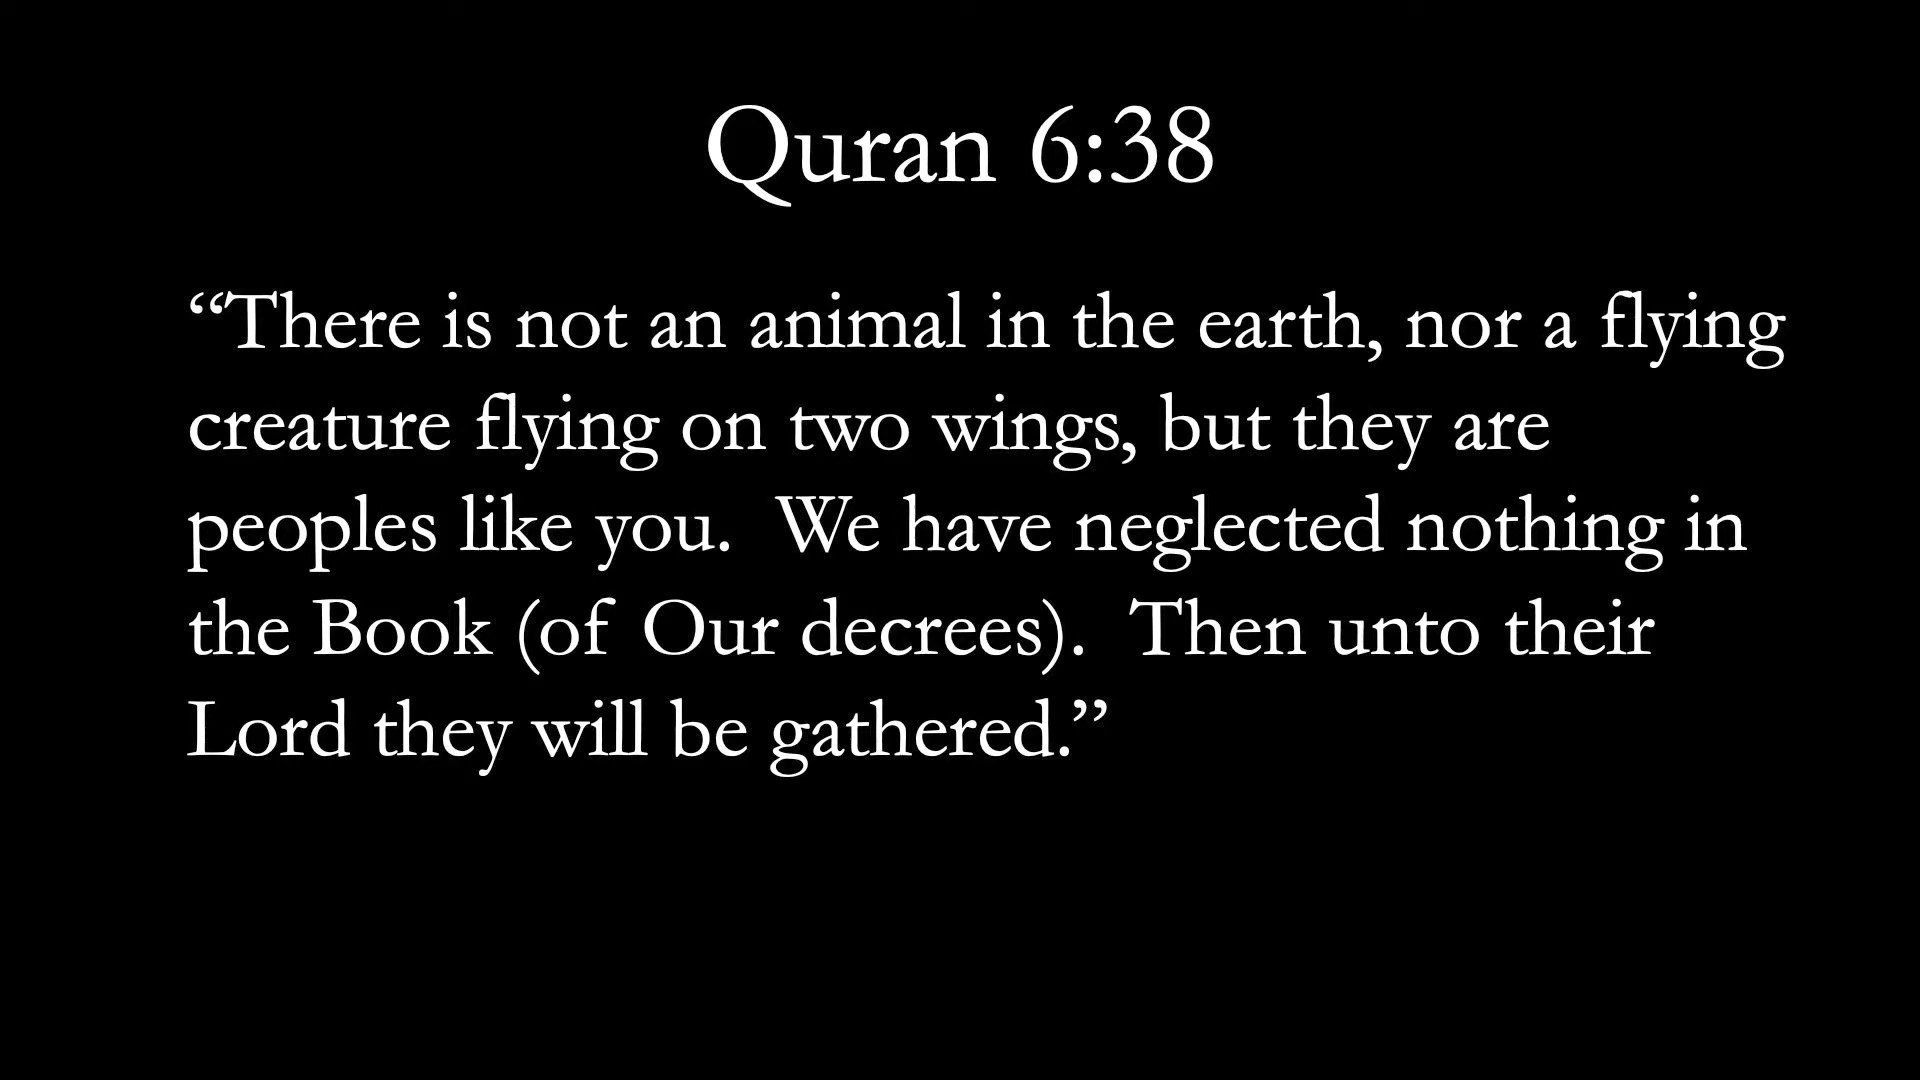 Quran 6:38
“There is not an animal in the earth, nor a flying
creature flying on two wings, but they are
peoples like you.  We have neglected nothing in
the Book (of Our decrees).  Then unto their
Lord they will be gathered.”